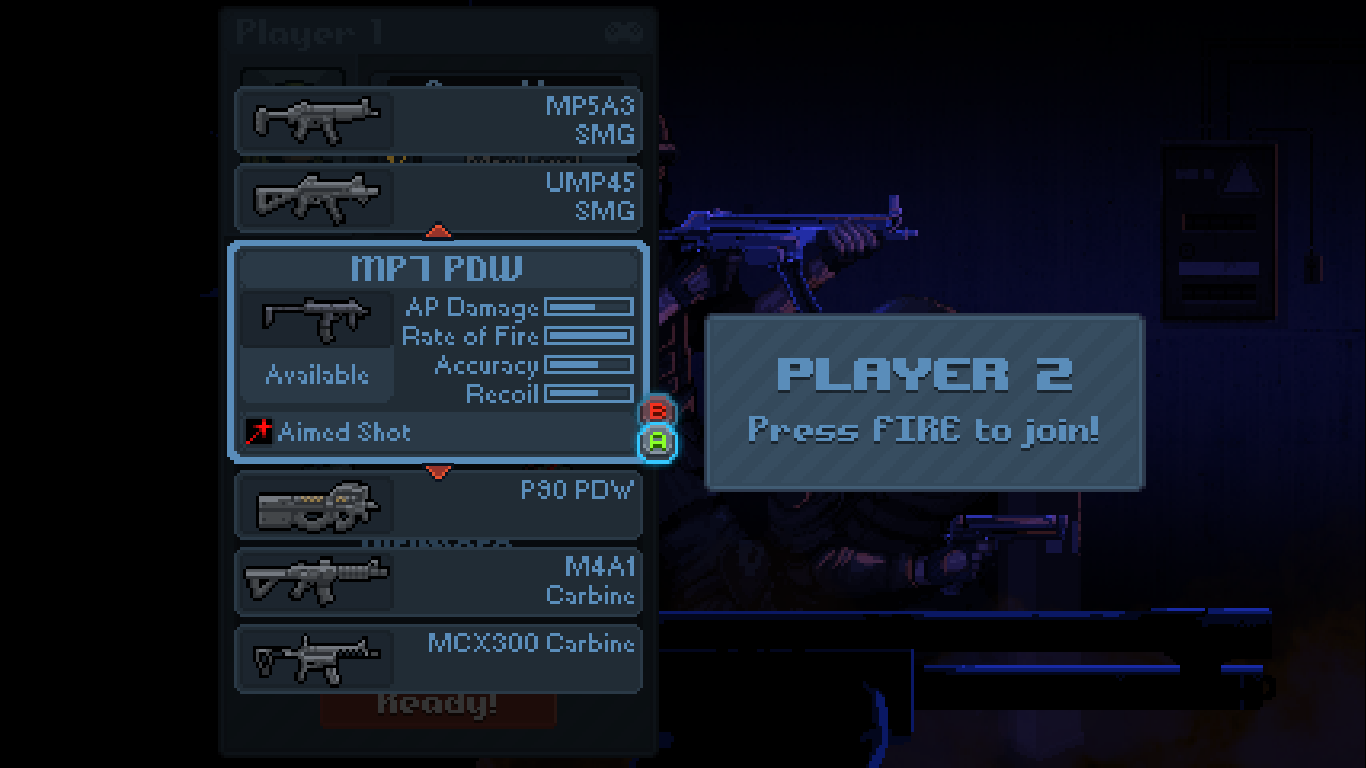 Player 1
MP5A3
SMG
UMP45
SMG
MP7 PDW
AP Damage
Rate of Fire
Accuracy
Recoil
Available
Aimed Shot
B
A
P90 PDW
M4A1
Carbine
MCX300 Carbine
Ready!
PLAYER 2
Press FIRE to join!